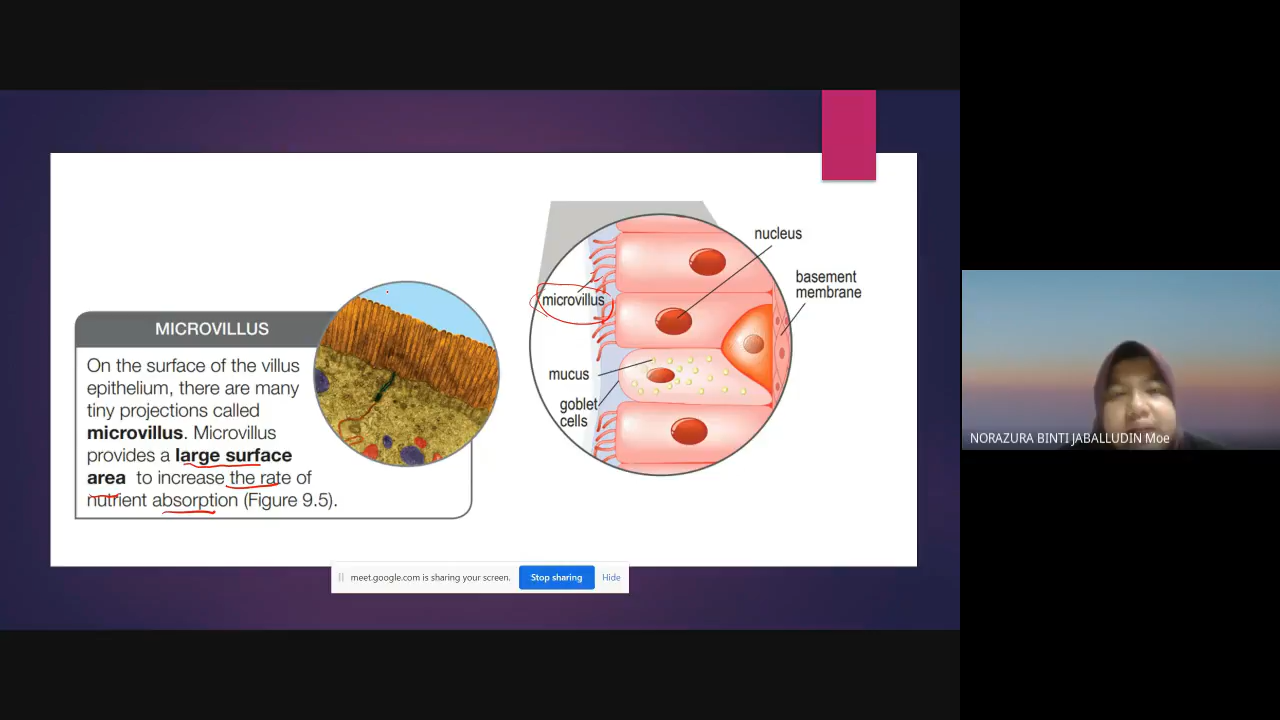 MICROVILLUS
On the surface of the villus
epithelium, there are many
tiny projections called
microvillus. Microvillus
provides a large surface
area to increase the rate of
nutrient absorption (Figure 9.5).
nucleus
basement
membrane
microvillus
mucus
goblet
cells
meet.google.com is sharing your screen.
Stop sharing
Hide
NORAZURA BINTI JABALLUDIN Moe